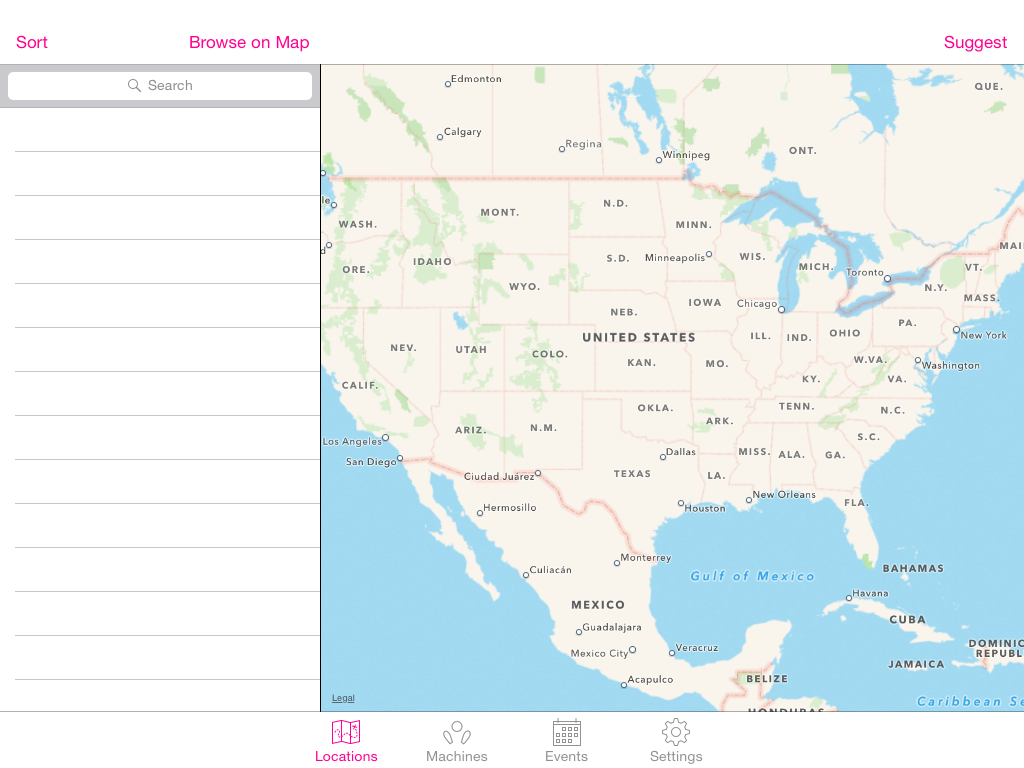 Sort
Browse on Map
Suggest
Search
Edmonton
QUE.
Calgary
Regina
Winnipeg
ONT.
le
WASH.
MONT.
N.D.
MINN.
MAI
d
ORE.
IDAHO
S.D.
Minneapolis
WIS.
MICH.
Toronto
VT.
WYO.
N.Y.
MASS.
IOWA
Chicago
NEB.
PA.
UNITED STATES
ILL.
IND.
OHIO
New York
NEV.
UTAH
COLO.
KAN.
MO.
W.VA.
Washington
CALIF.
KY.
VA.
OKLA.
TENN.
N.C.
ARIZ.
N.M.
ARK.
S.C.
Los Angeles
Dallas
MISS.
ALA.
GA.
San Diego
Ciudad Juárez
TEXAS
LA.
New Orleans
Hermosillo
Houston
FLA.
Monterrey
Culiacán
Gulf of Mexico
BAHAMAS
MEXICO
Havana
Guadalajara
CUBA
Mexico City
Veracruz
DOMINIC
REPUBL
JAMAICA
Acapulco
BELIZE
Legal
Caribbean Se
HONDURAS
Locations
Machines
Events
Settings